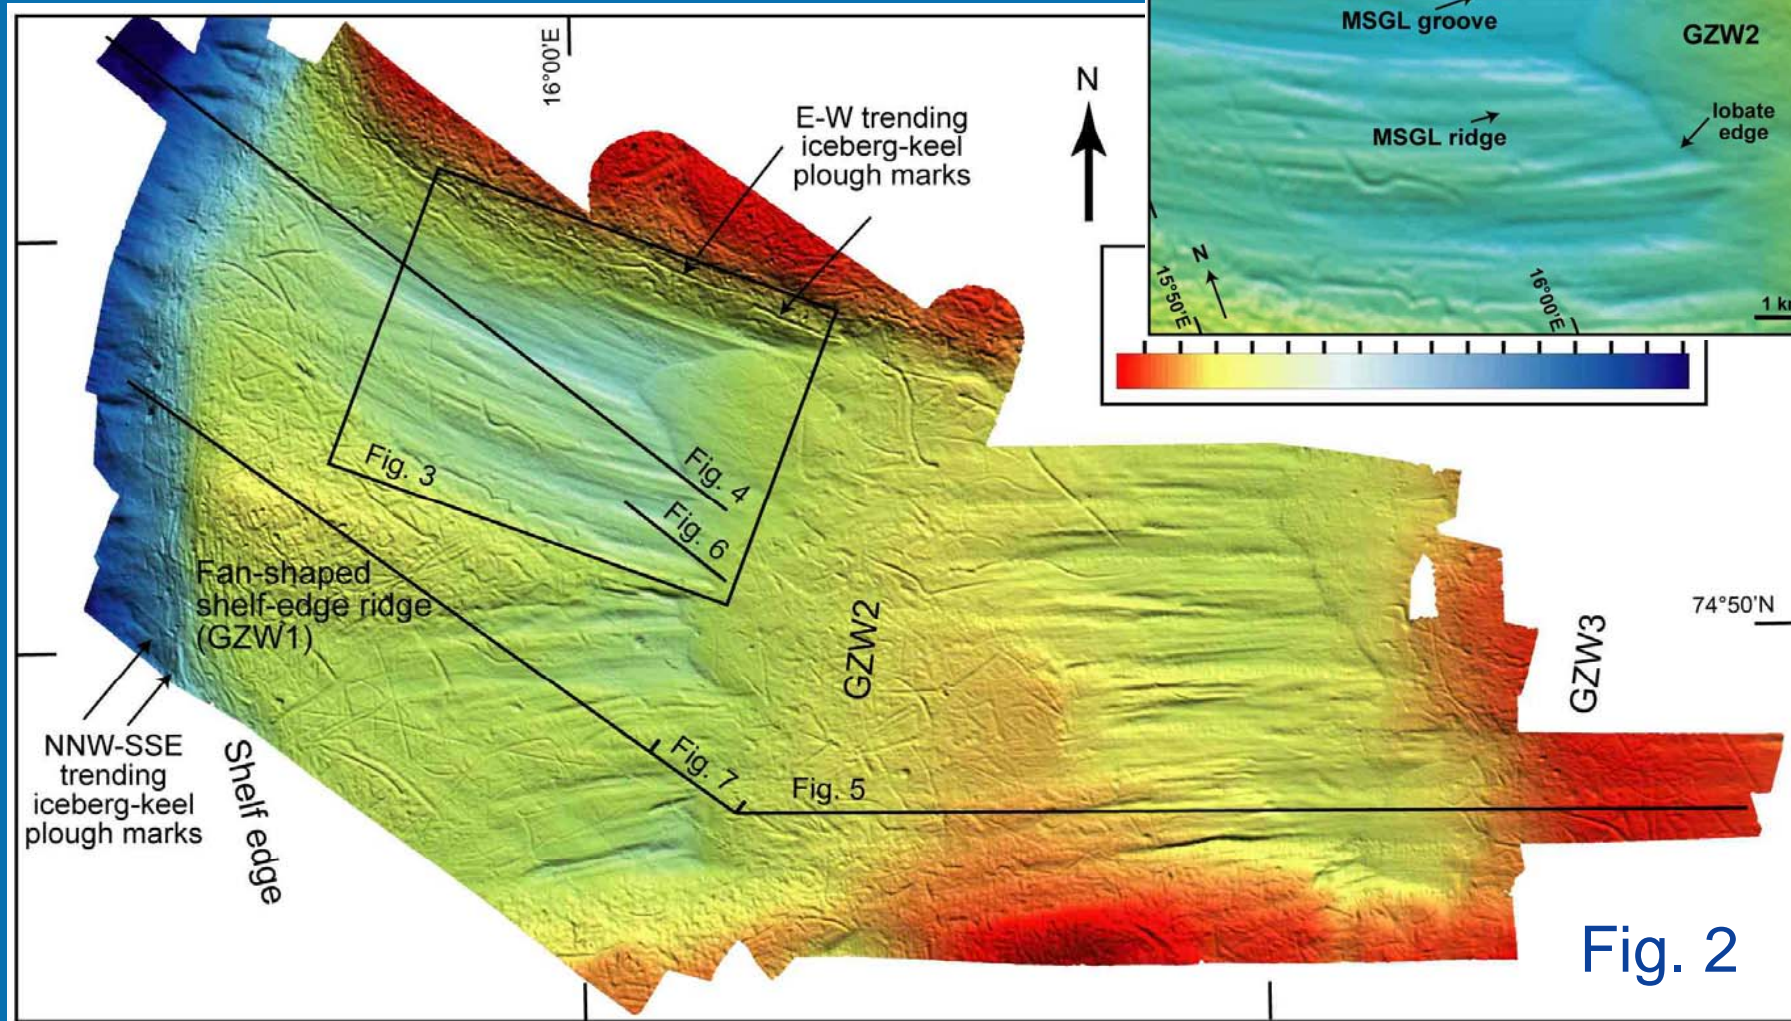 16°00'E
E-W trending
iceberg-keel
plough marks
N
MSGL groove
GZW2
MSGL ridge
lobate
edge
N
15°50'E
16°00'E
1 km
Fig. 3
Fig. 4
Fig. 6
Fan-shaped
shelf-edge ridge
(GZW1)
GZW2
74°50'N
GZW3
NNW-SSE
trending
iceberg-keel
plough marks
Shelf edge
Fig. 7
Fig. 5
Fig. 2